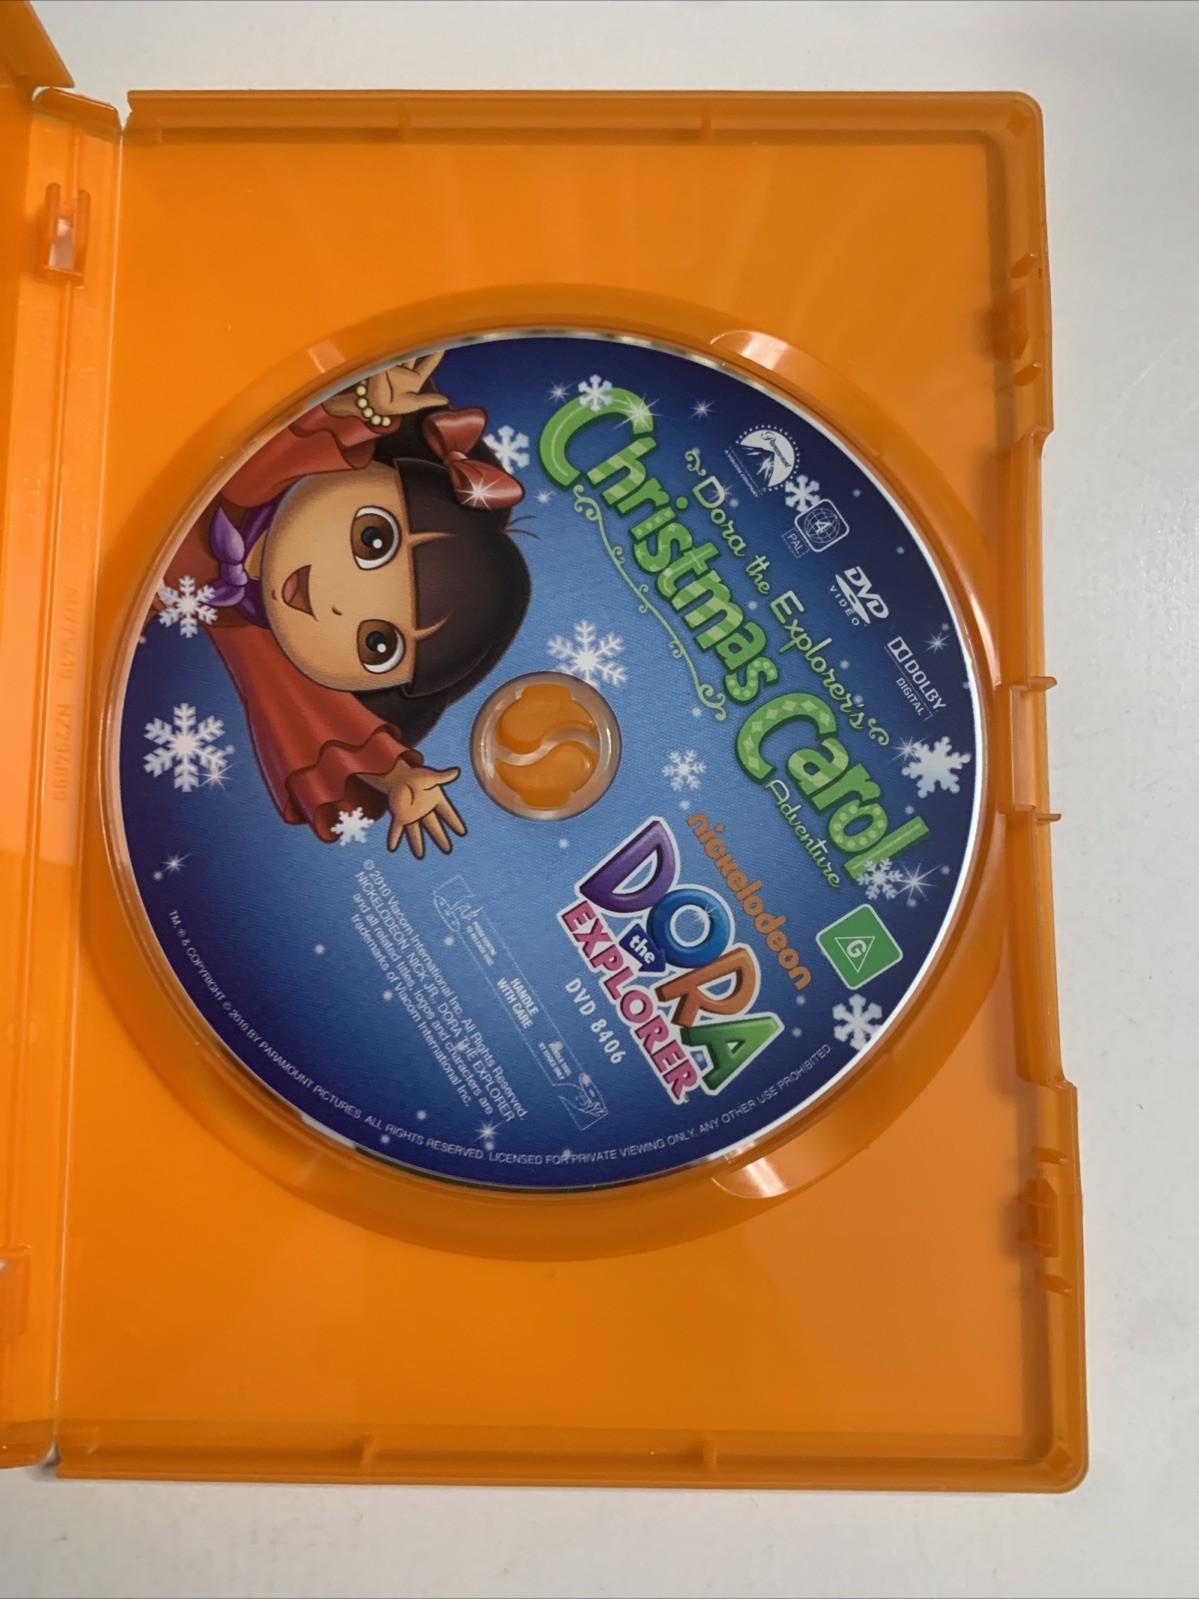 Dora the Explorer's
Christmas Carol
Adventure
Paramount
4
PAL
DVD
VIDEO
DOLBY
DIGITAL
nickelodeon
DORA
the
EXPLORER
DVD 8406
G
HANDLE
WITH CARE
© 2010 Viacom International Inc. All Rights Reserved.
NICKELODEON, NICK JR., DORA THE EXPLORER
and all related titles, logos and characters are
trademarks of Viacom International Inc.
TM, ® & COPYRIGHT © 2010 BY PARAMOUNT PICTURES. ALL RIGHTS RESERVED. LICENSED FOR PRIVATE VIEWING ONLY. ANY OTHER USE PROHIBITED